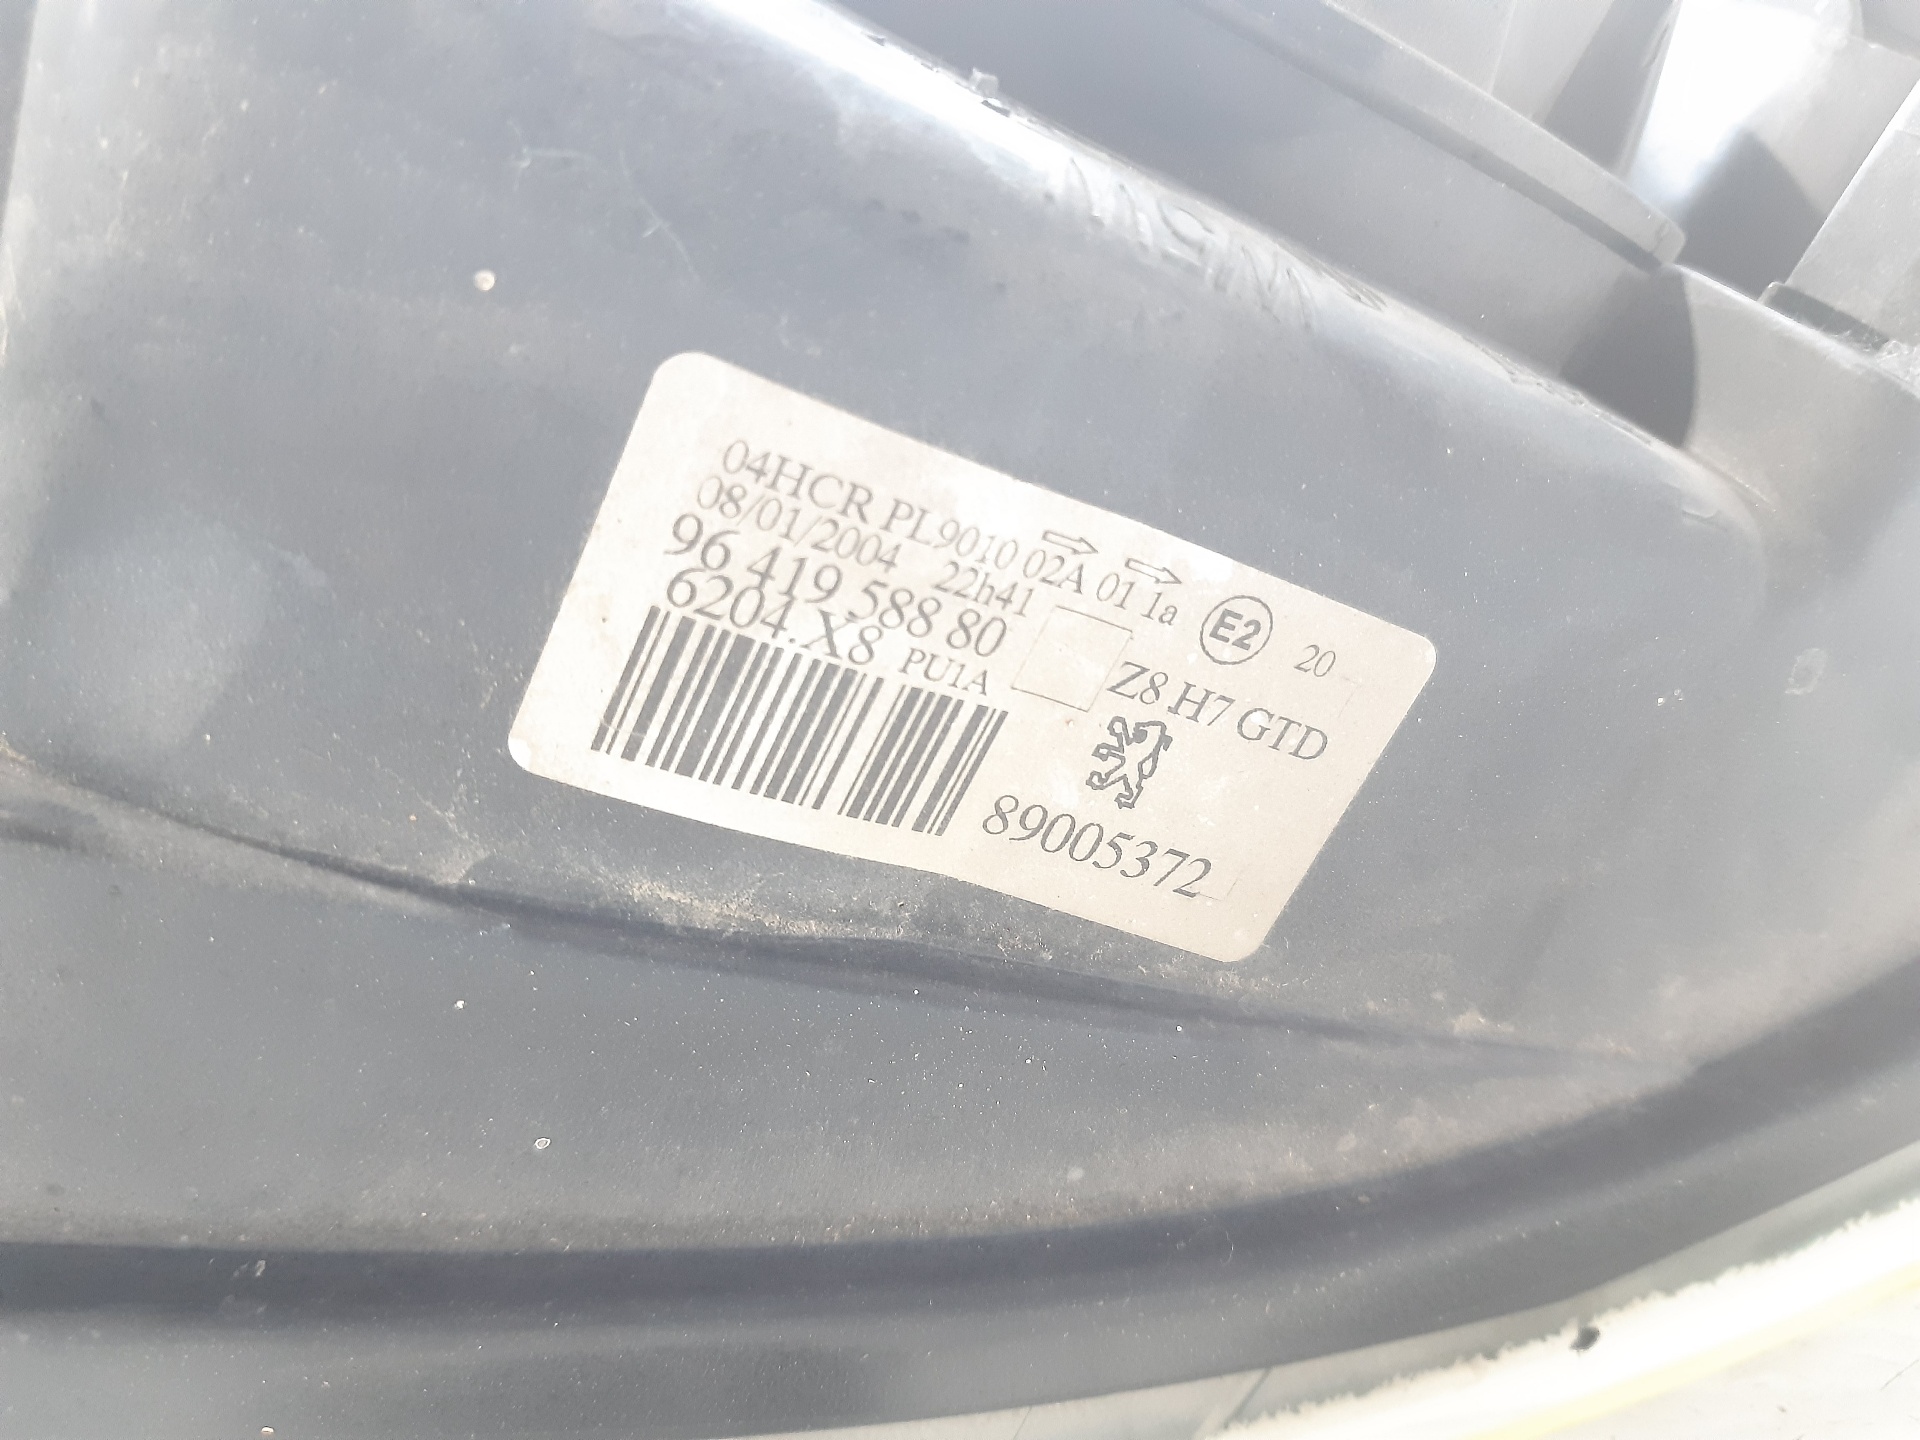 04HCR PL9010 02A 01 1a E2 20
08/01/2004 22h41
96 419 588 80
6204.X8 PU1A
Z8 H7 GTD
89005372